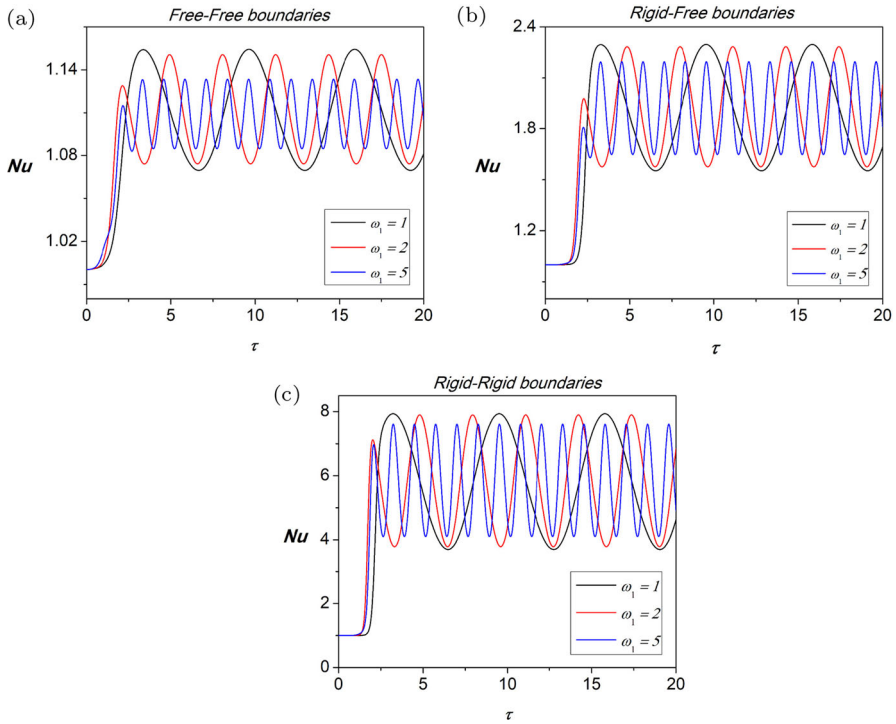 (a)
Free-Free boundaries
1.14
1.08
1.02
Nu
0 5 10 15 20
τ
ω₁ = 1
ω₁ = 2
ω₁ = 5
(b)
Rigid-Free boundaries
2.4
1.8
1.2
Nu
0 5 10 15 20
τ
ω₁ = 1
ω₁ = 2
ω₁ = 5
(c)
Rigid-Rigid boundaries
8
6
4
2
0
Nu
0 5 10 15 20
τ
ω₁ = 1
ω₁ = 2
ω₁ = 5